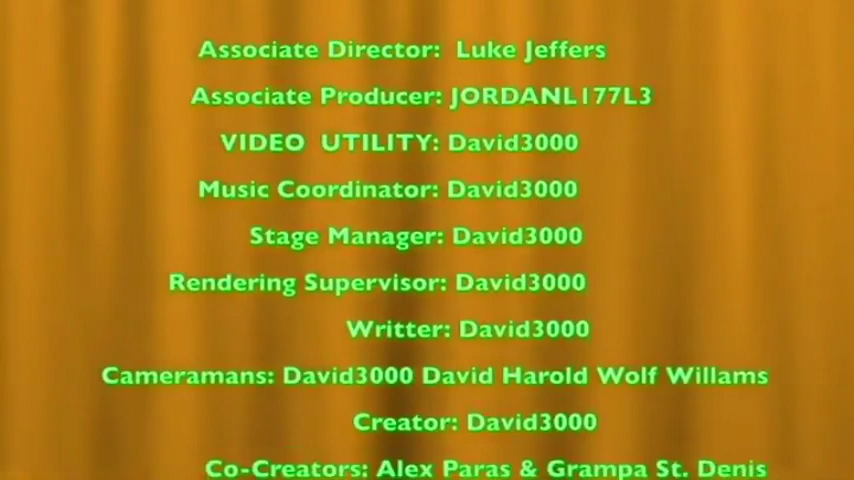 Associate Director:  Luke Jeffers
Associate Producer: JORDANL177L3
VIDEO  UTILITY: David3000
Music Coordinator: David3000
Stage Manager: David3000
Rendering Supervisor: David3000
Writter: David3000
Cameramans: David3000 David Harold Wolf Willams
Creator: David3000
Co-Creators: Alex Paras & Grampa St. Denis